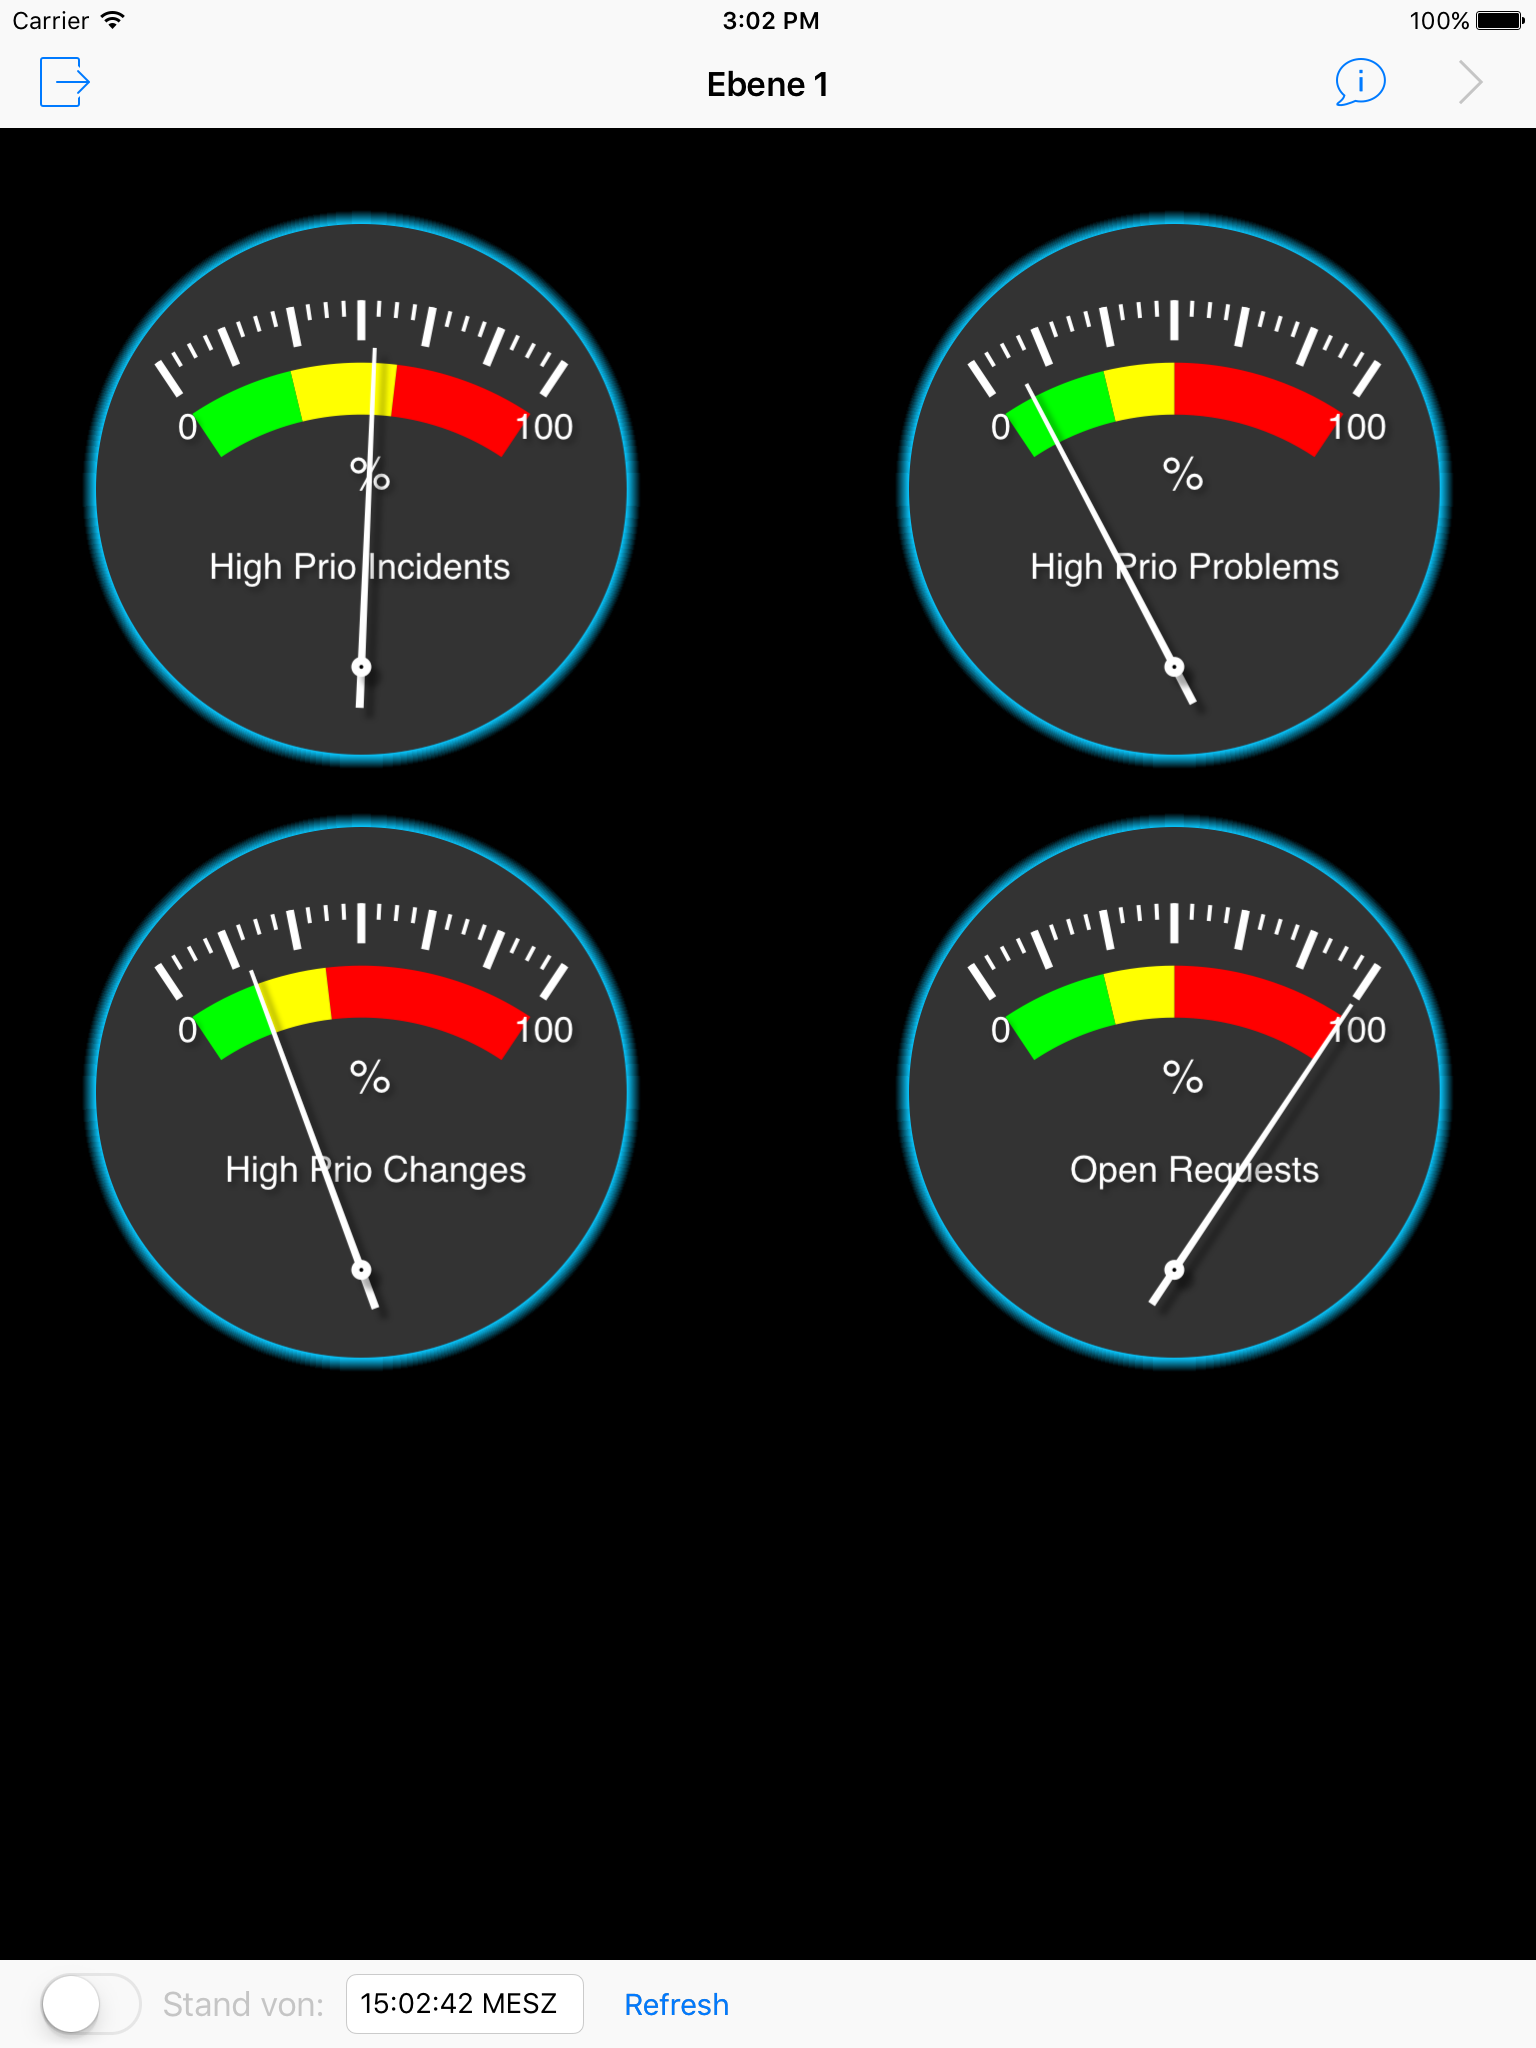 Carrier 3:02 PM 100%
Ebene 1
0 100
%
High Prio Incidents
0 100
%
High Prio Problems
0 100
%
High Prio Changes
0 100
%
Open Requests
Stand von: 15:02:42 MESZ Refresh